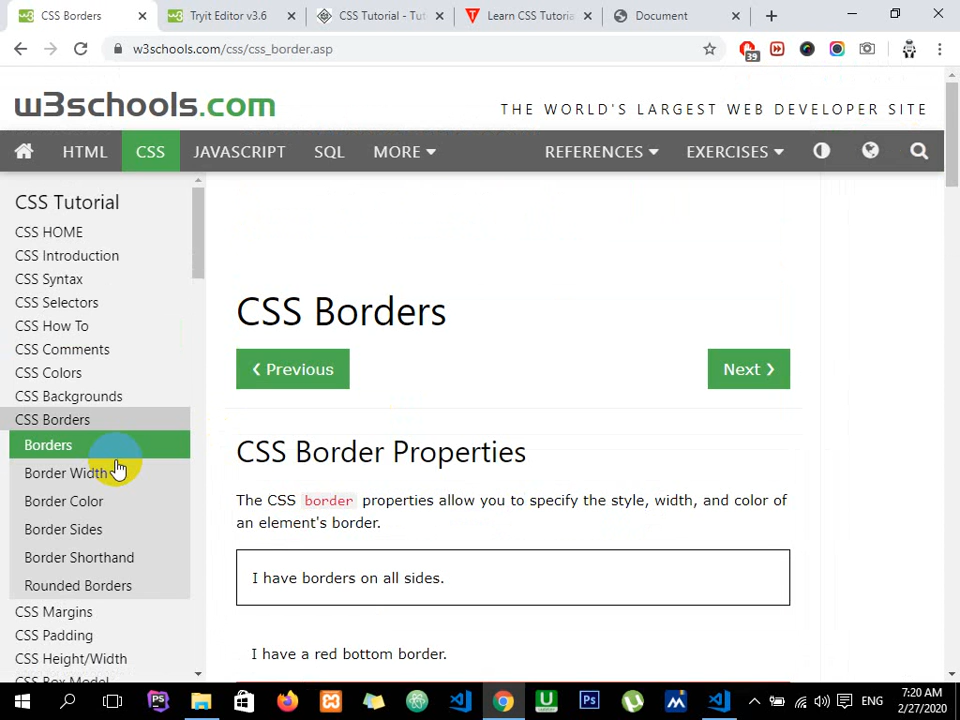 CSS Borders
Tryit Editor v3.6
CSS Tutorial - Tut
Learn CSS Tutoria
Document
w3schools.com/css/css_border.asp
39
w3schools.com
THE WORLD'S LARGEST WEB DEVELOPER SITE
HTML
CSS
JAVASCRIPT
SQL
MORE
REFERENCES
EXERCISES
CSS Tutorial
CSS HOME
CSS Introduction
CSS Syntax
CSS Selectors
CSS How To
CSS Comments
CSS Colors
CSS Backgrounds
CSS Borders
Borders
Border Width
Border Color
Border Sides
Border Shorthand
Rounded Borders
CSS Margins
CSS Padding
CSS Height/Width
CSS Box Model
CSS Borders
❮ Previous
Next ❯
CSS Border Properties
The CSS border properties allow you to specify the style, width, and color of
an element's border.
I have borders on all sides.
I have a red bottom border.
ENG
7:20 AM
2/27/2020